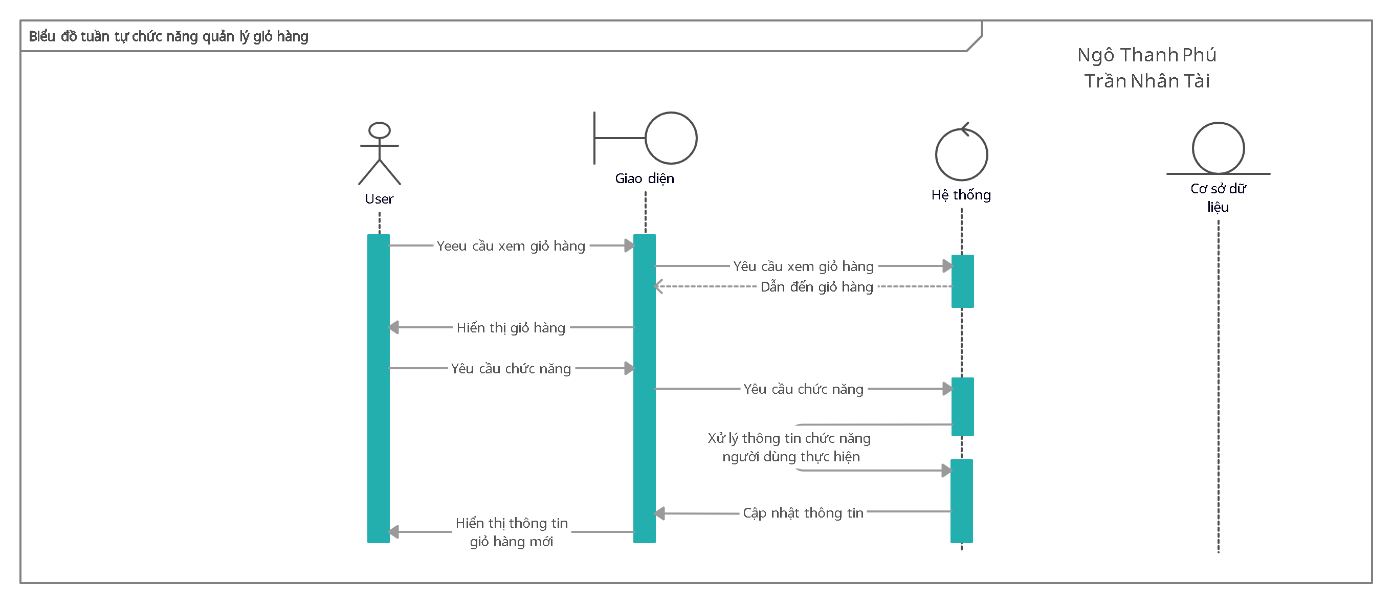 Biểu đồ tuần tự chức năng quản lý giỏ hàng
Ngô Thanh Phú
Trần Nhân Tài
User
Giao diện
Hệ thống
Cơ sở dữ
liệu
Yeeu cầu xem giỏ hàng
Yêu cầu xem giỏ hàng
Dẫn đến giỏ hàng
Hiển thị giỏ hàng
Yêu cầu chức năng
Yêu cầu chức năng
Xử lý thông tin chức năng
người dùng thực hiện
Cập nhật thông tin
Hiển thị thông tin
giỏ hàng mới